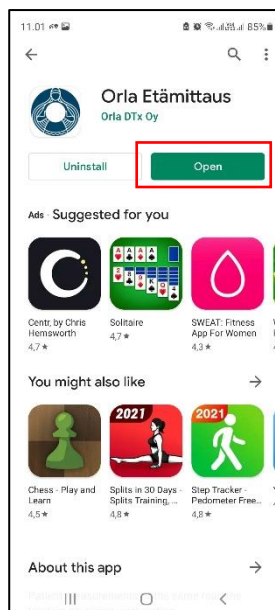 11.01
85%
Orla Etämittaus
Orla DTx Oy
Uninstall
Open
Ads · Suggested for you
Centr, by Chris Hemsworth
4,7 ★
Solitaire
4,7 ★
SWEAT: Fitness App For Women
4,3 ★
You might also like
2021
2021
Chess - Play and Learn
4,5 ★
Splits in 30 Days - Splits Training, ...
4,8 ★
Step Tracker - Pedometer Free...
4,8 ★
About this app